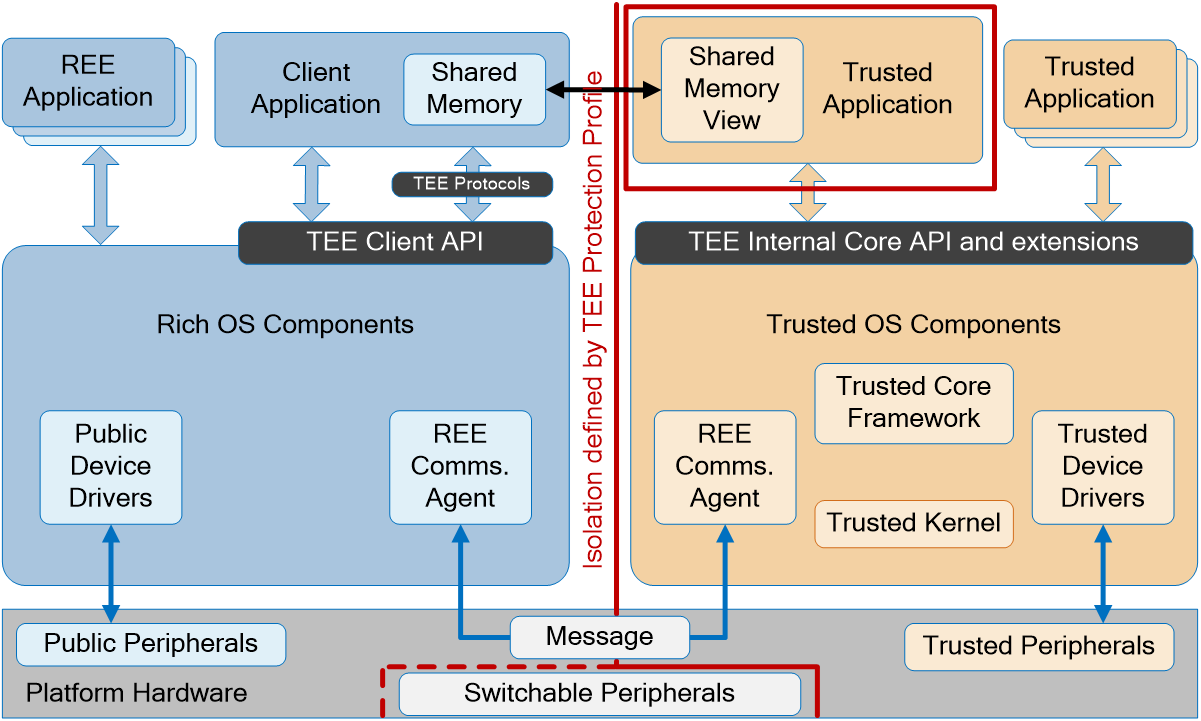 REE
Application
Client
Application
Shared
Memory
TEE Protocols
TEE Client API
Isolation defined by TEE Protection Profile
Shared
Memory
View
Trusted
Application
Trusted
Application
TEE Internal Core API and extensions
Rich OS Components
Public
Device
Drivers
REE
Comms.
Agent
Trusted OS Components
Trusted Core
Framework
REE
Comms.
Agent
Trusted Kernel
Trusted
Device
Drivers
Public Peripherals
Message
Trusted Peripherals
Platform Hardware
Switchable Peripherals